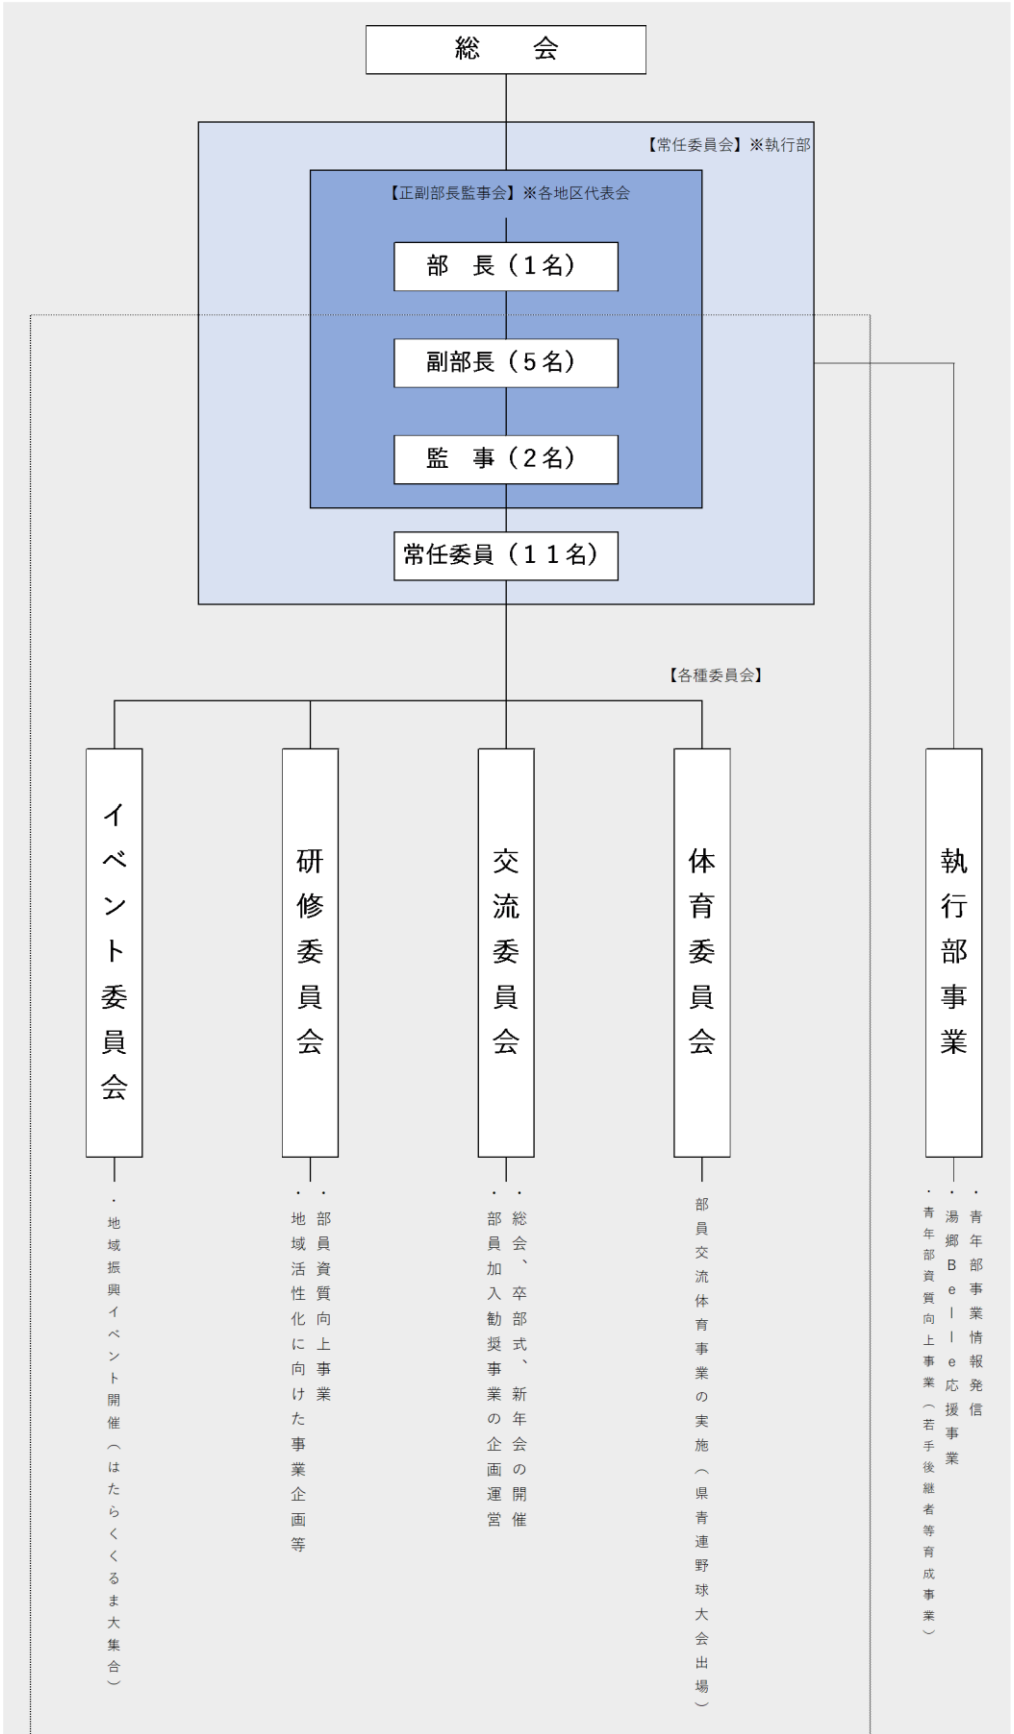 総　会
【常任委員会】※執行部
【正副部長監事会】※各地区代表会
部　長（１名）
副部長（５名）
監　事（２名）
常任委員（１１名）
【各種委員会】
イベント委員会
研修委員会
交流委員会
体育委員会
執行部事業
・地域振興イベント開催（はたらくくるま大集合）
・部員資質向上事業
・地域活性化に向けた事業企画等
・総会、卒部式、新年会の開催
・部員加入勧奨事業の企画運営
部員交流体育事業の実施（県青連野球大会出場）
・青年部事業情報発信
・湯郷Belle応援事業
・青年部資質向上事業（若手後継者等育成事業）